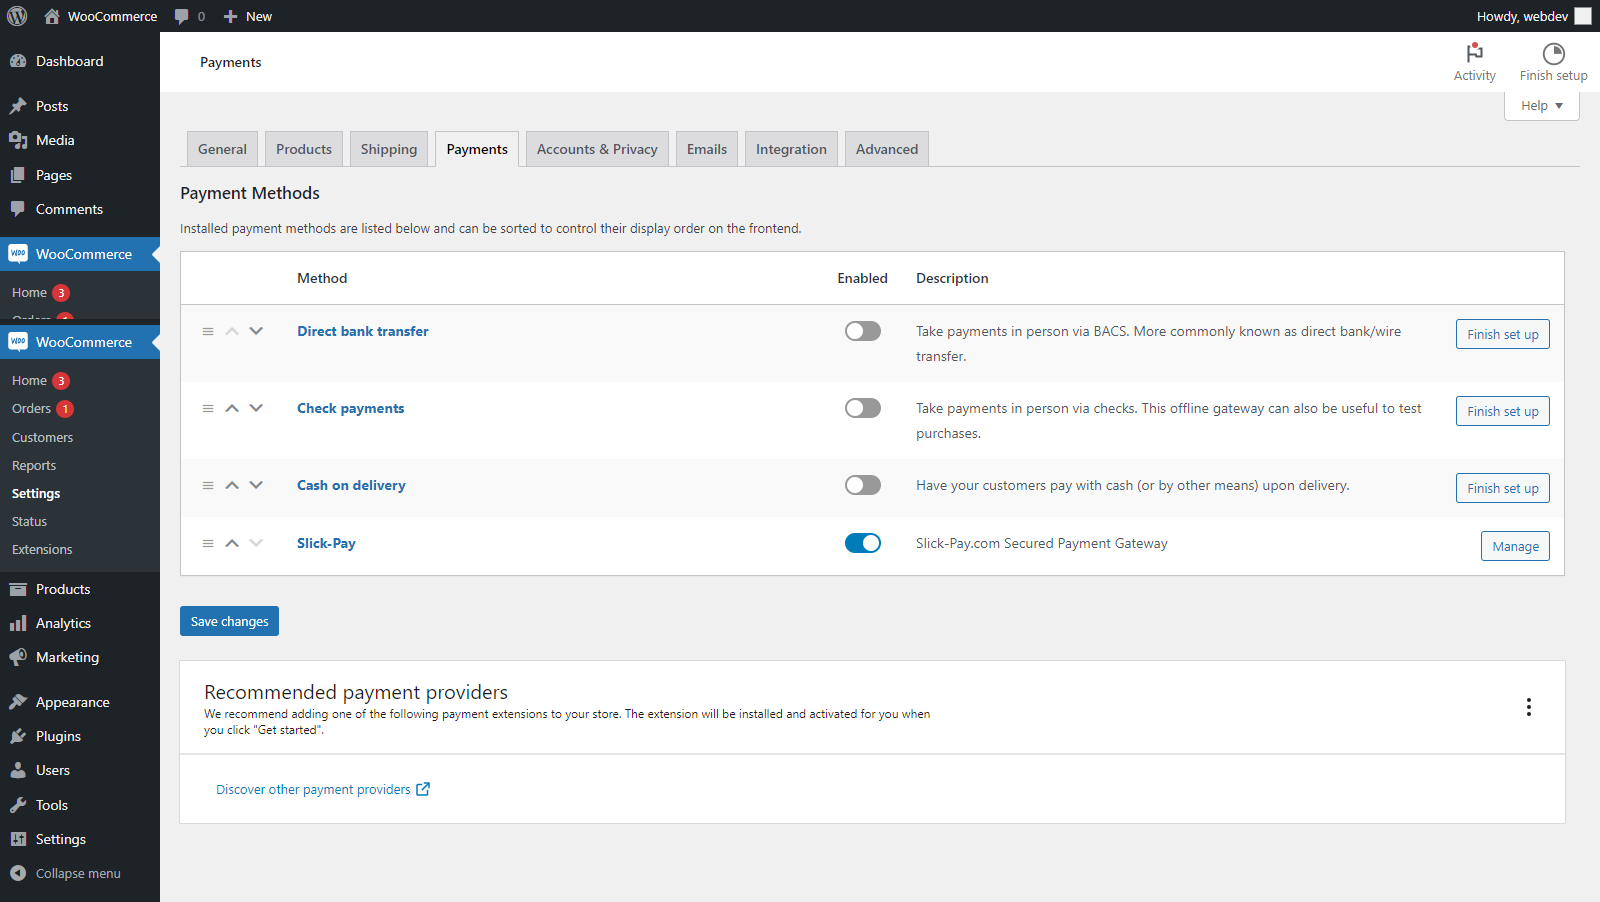 WooCommerce
0
New
Howdy, webdev
Dashboard
Posts
Media
Pages
Comments
WOO WooCommerce
Home 3
WOO WooCommerce
Home 3
Orders 1
Customers
Reports
Settings
Status
Extensions
Products
Analytics
Marketing
Appearance
Plugins
Users
Tools
Settings
Collapse menu
Payments
Activity
Finish setup
Help
General
Products
Shipping
Payments
Accounts & Privacy
Emails
Integration
Advanced
Payment Methods
Installed payment methods are listed below and can be sorted to control their display order on the frontend.
Method
Enabled
Description
Direct bank transfer
Take payments in person via BACS. More commonly known as direct bank/wire
transfer.
Finish set up
Check payments
Take payments in person via checks. This offline gateway can also be useful to test
purchases.
Finish set up
Cash on delivery
Have your customers pay with cash (or by other means) upon delivery.
Finish set up
Slick-Pay
Slick-Pay.com Secured Payment Gateway
Manage
Save changes
Recommended payment providers
We recommend adding one of the following payment extensions to your store. The extension will be installed and activated for you when
you click "Get started".
Discover other payment providers